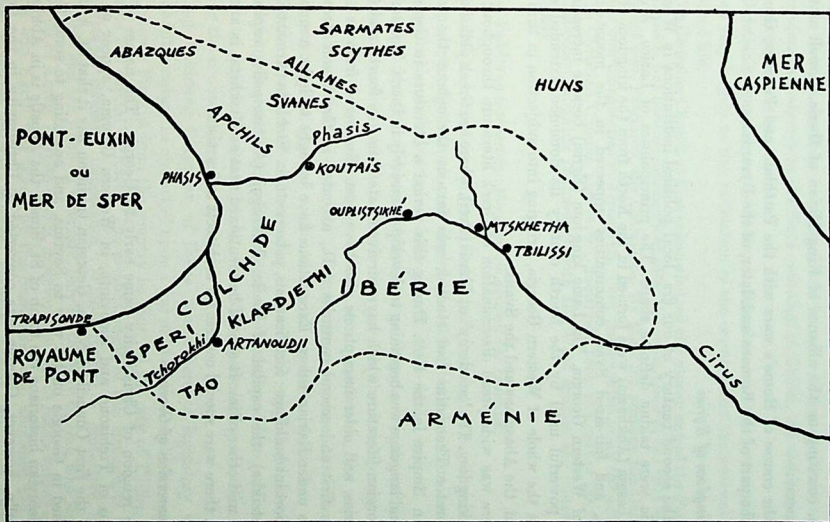 SARMATES
SCYTHES
ABAZQUES
ALLANES
HUNS
MER
CASPIENNE
SVANES
APCHILS
Phasis
PONT-EUXIN
OU
MER DE SPER
PHASIS
KOUTAÏS
OUPLISTSIKHÉ
MTSKHETHA
TBILISSI
COLCHIDE
KLARDJETHI
IBÉRIE
TRAPISONDE
SPERI
ROYAUME
DE PONT
Tchorokhi
ARTANOUDJI
TAO
Cirus
ARMÉNIE